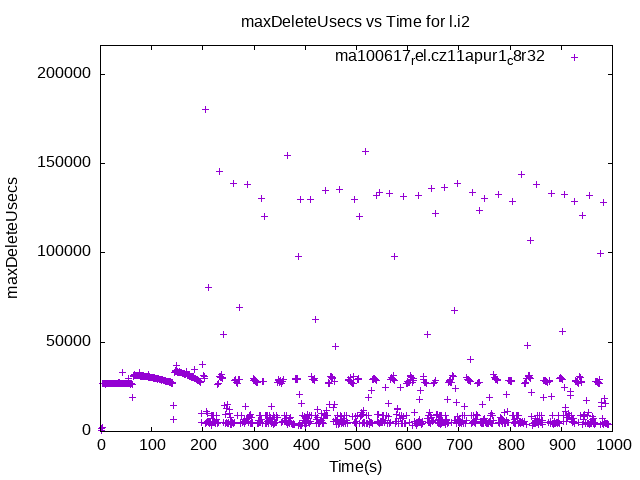 maxDeleteUsecs vs Time for l.i2
ma100617rel.cz11apur1c8r32
200000
150000
100000
50000
0
maxDeleteUsecs
0 100 200 300 400 500 600 700 800 900 1000
Time(s)